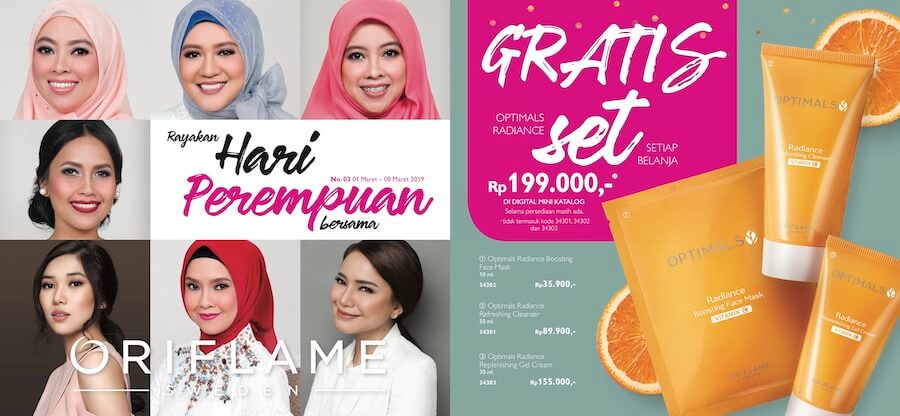 Rayakan
Hari
No. 03 01 Maret – 08 Maret 2019
Perempuan
bersama
ORIFLAME
SWEDEN
GRATIS
OPTIMALS
RADIANCE
set
SETIAP
BELANJA
Rp199.000,-*
DI DIGITAL MINI KATALOG
Selama persediaan masih ada.
*tidak termasuk kode 34301, 34302
dan 34303
① Optimals Radiance Boosting
Face Mask
10 ml.
34302 Rp35.900,-
② Optimals Radiance
Refreshing Cleanser
50 ml.
34301 Rp89.900,-
③ Optimals Radiance
Replenishing Gel Cream
30 ml.
34303 Rp155.000,-
②
OPTIMALS
Radiance
Refreshing Cleanser
VITAMIN C
①
OPTIMALS
Radiance
Boosting Face Mask
VITAMIN C
ORIFLAME
OPTIMALS
Radiance
Replenishing Gel Cream
VITAMIN C
ORIFLAME